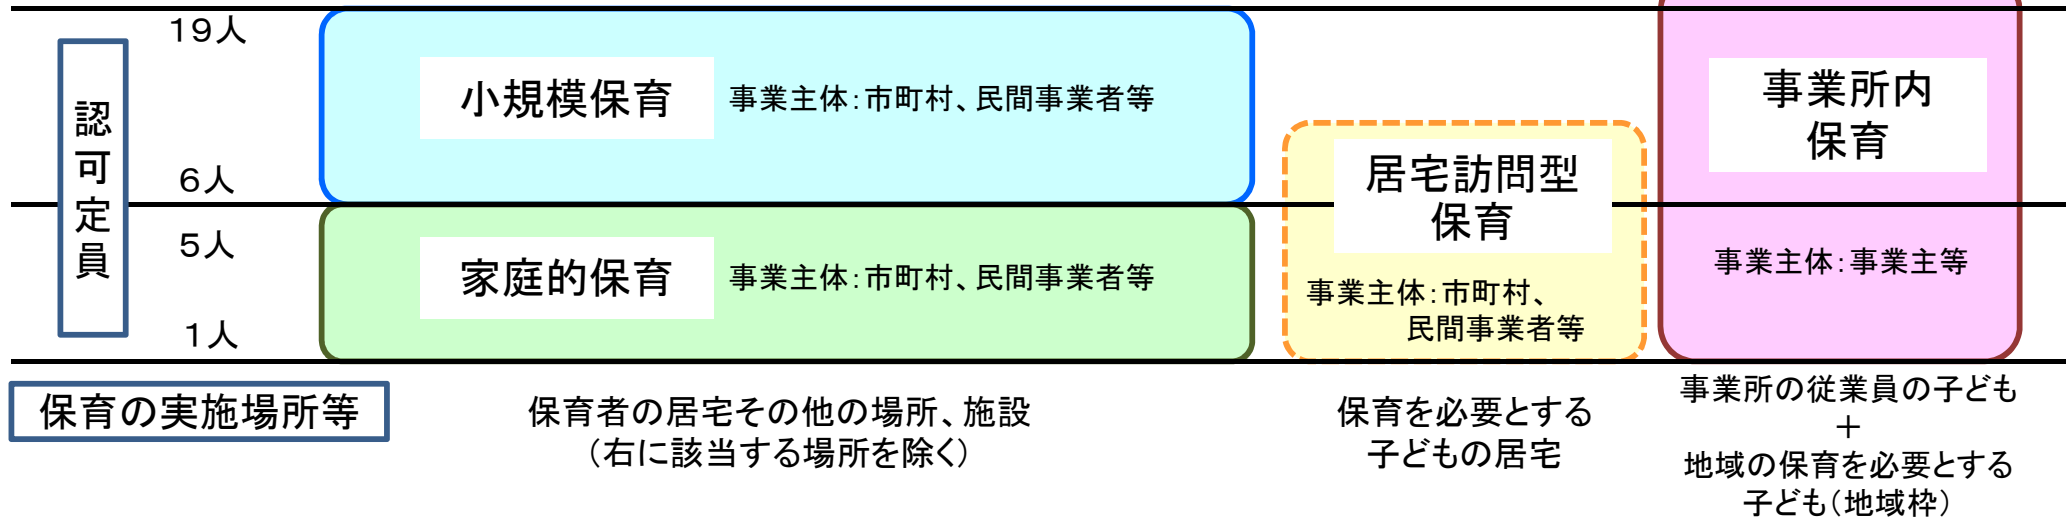 認可定員
19人
6人
5人
1人
小規模保育
事業主体：市町村、民間事業者等
家庭的保育
事業主体：市町村、民間事業者等
居宅訪問型
保育
事業主体：市町村、
民間事業者等
事業所内
保育
事業主体：事業主等
保育の実施場所等
保育者の居宅その他の場所、施設
（右に該当する場所を除く）
保育を必要とする
子どもの居宅
事業所の従業員の子ども
＋
地域の保育を必要とする
子ども（地域枠）